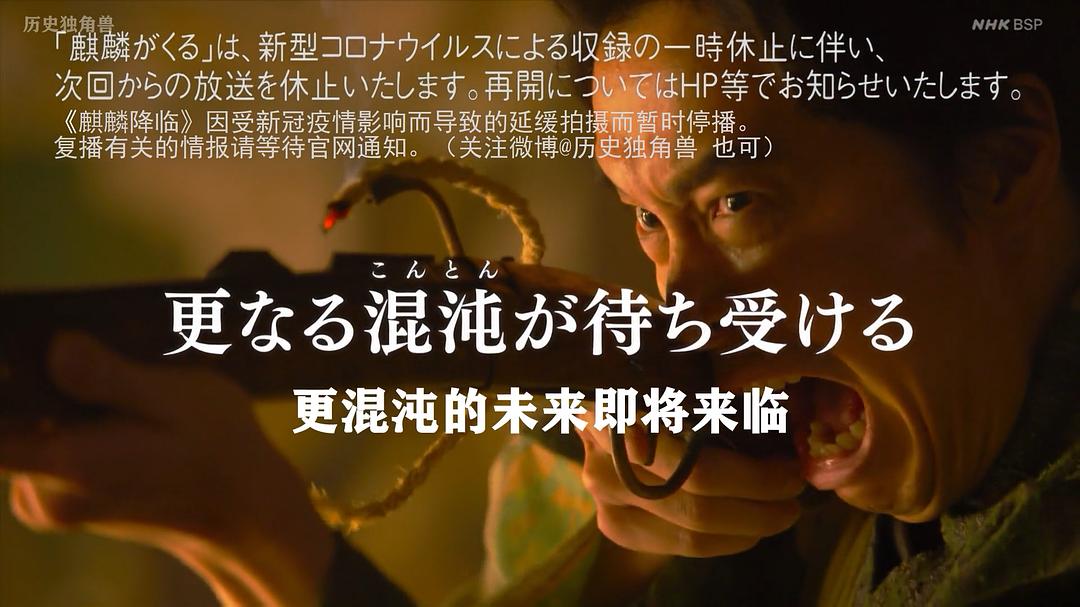 历史独角兽
NHK BSP
「麒麟がくる」は、新型コロナウイルスによる収録の一時休止に伴い、
次回からの放送を休止いたします。再開についてはHP等でお知らせいたします。
《麒麟降临》因受新冠疫情影响而导致的延缓拍摄而暂时停播。
复播有关的情报请等待官网通知。（关注微博@历史独角兽 也可）
こんとん
更なる混沌が待ち受ける
更混沌的未来即将来临